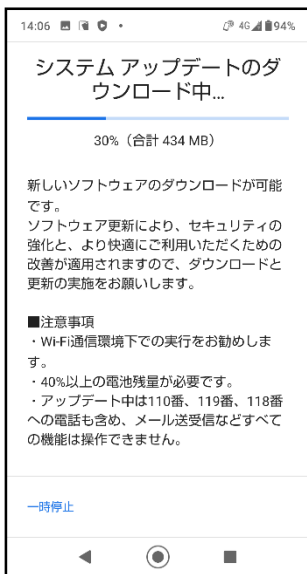 14:06 4G 94%
システム アップデートのダ
ウンロード中...
30%（合計 434 MB）
新しいソフトウェアのダウンロードが可能
です。
ソフトウェア更新により、セキュリティの
強化と、より快適にご利用いただくための
改善が適用されますので、ダウンロードと
更新の実施をお願いします。
■注意事項
・Wi-Fi通信環境下での実行をお勧めしま
す。
・40%以上の電池残量が必要です。
・アップデート中は110番、119番、118番
への電話も含め、メール送受信などすべて
の機能は操作できません。
一時停止